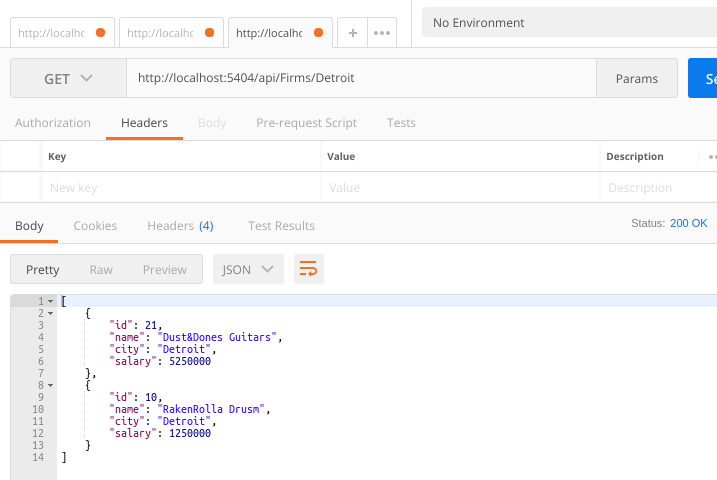 http://localhc http://localhc http://localhc + ••• No Environment
GET http://localhost:5404/api/Firms/Detroit Params Se
Authorization Headers Body Pre-request Script Tests
Key Value Description ••
New key Value Description
Body Cookies Headers (4) Test Results Status: 200 OK
Pretty Raw Preview JSON
1 [
2 {
3 "id": 21,
4 "name": "Dust&Dones Guitars",
5 "city": "Detroit",
6 "salary": 5250000
7 },
8 {
9 "id": 10,
10 "name": "RakenRolla Drusm",
11 "city": "Detroit",
12 "salary": 1250000
13 }
14 ]